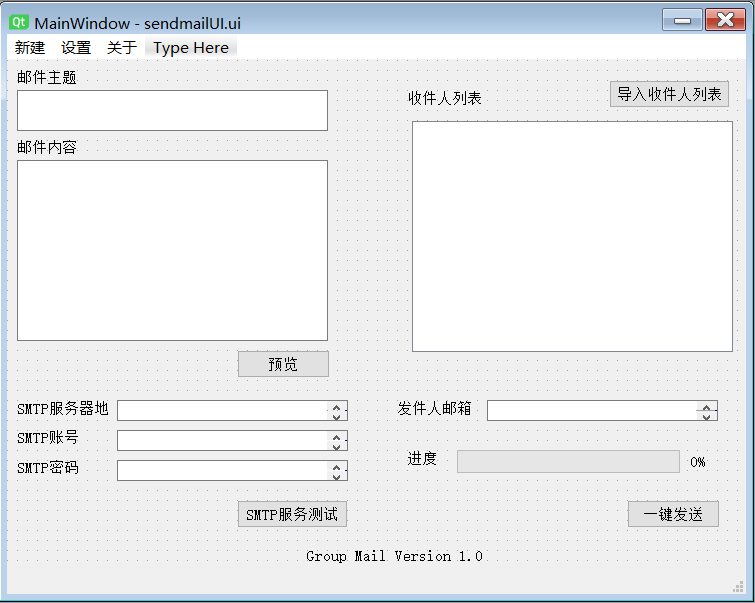 Qt MainWindow - sendmailUI.ui
新建 设置 关于 Type Here
邮件主题
收件人列表 导入收件人列表
邮件内容
预览
SMTP服务器地 发件人邮箱
SMTP账号
SMTP密码 进度 0%
SMTP服务测试 一键发送
Group Mail Version 1.0